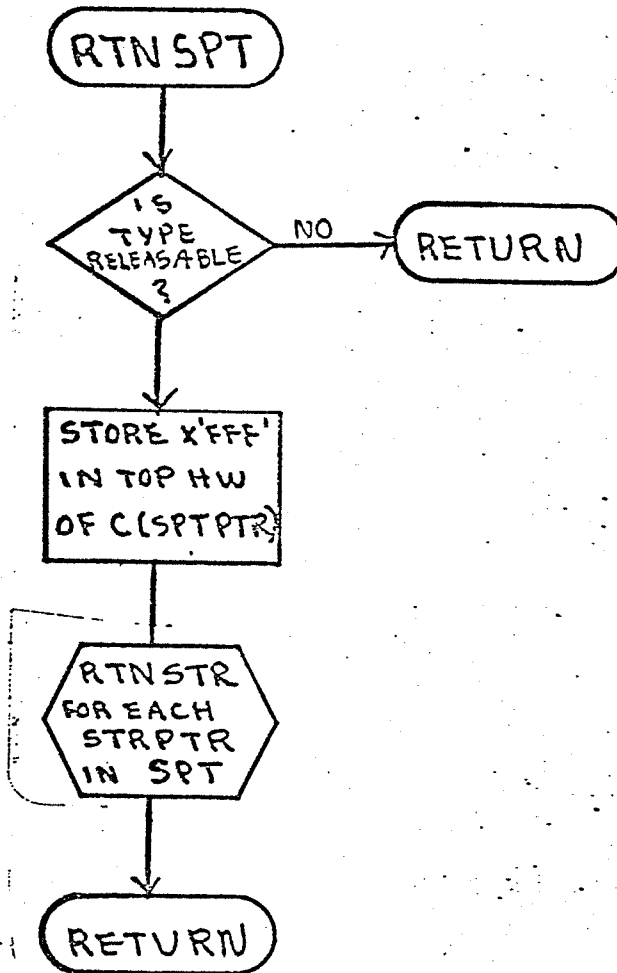 RTNSPT
IS
TYPE
RELEASABLE
?
NO
RETURN
STORE X'FFF'
IN TOP HW
OF C(SPTPTR)
RTNSTR
FOR EACH
STRPTR
IN SPT
RETURN